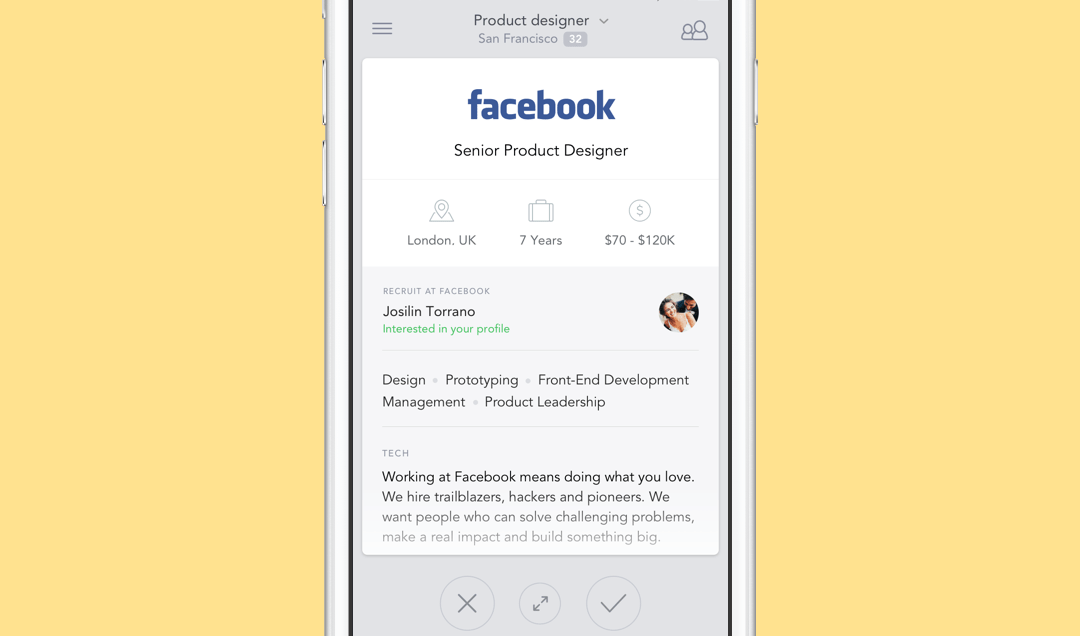 Product designer
San Francisco 32
facebook
Senior Product Designer
London. UK
7 Years
$70 - $120K
RECRUIT AT FACEBOOK
Josilin Torrano
Interested in your profile
Design • Prototyping • Front-End Development
Management • Product Leadership
TECH
Working at Facebook means doing what you love.
We hire trailblazers, hackers and pioneers. We
want people who can solve challenging problems,
make a real impact and build something big.